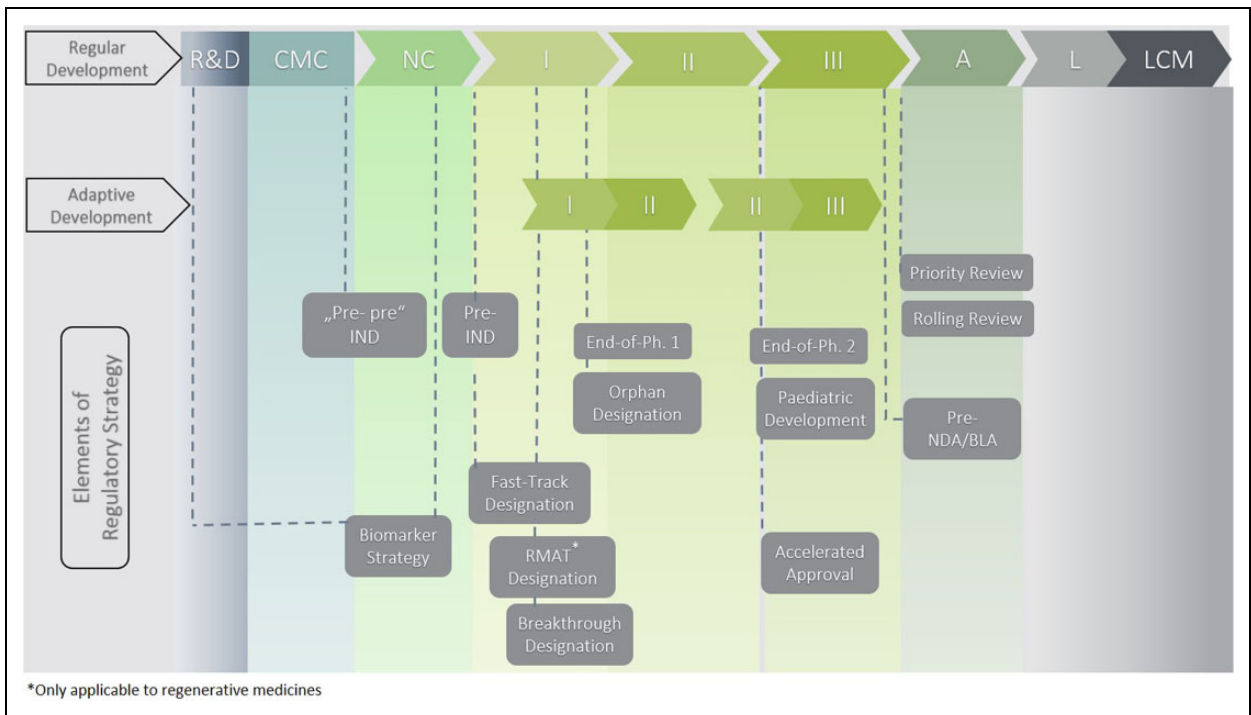 Regular
Development
R&D
CMC
NC
I
II
III
A
L
LCM
Adaptive
Development
I
II
II
III
Elements of
Regulatory Strategy
„Pre- pre“
IND
Pre-
IND
End-of-Ph. 1
Orphan
Designation
End-of-Ph. 2
Paediatric
Development
Priority Review
Rolling Review
Pre-
NDA/BLA
Fast-Track
Designation
Biomarker
Strategy
RMAT*
Designation
Breakthrough
Designation
Accelerated
Approval
*Only applicable to regenerative medicines